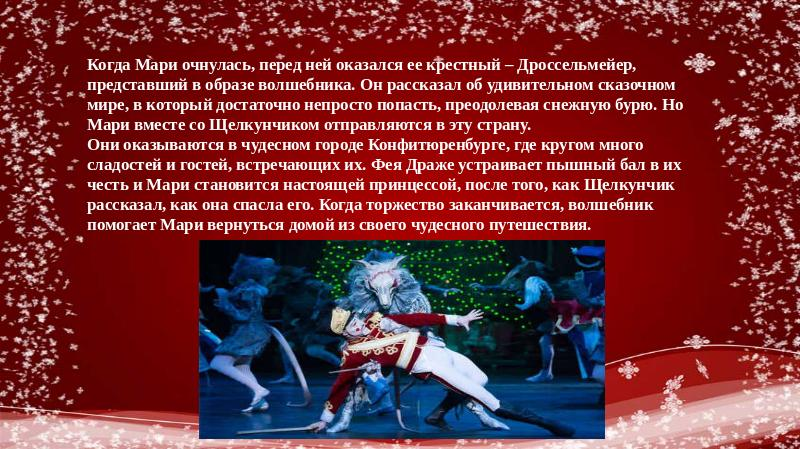 Когда Мари очнулась, перед ней оказался ее крестный – Дроссельмейер,
представший в образе волшебника. Он рассказал об удивительном сказочном
мире, в который достаточно непросто попасть, преодолевая снежную бурю. Но
Мари вместе со Щелкунчиком отправляются в эту страну.
Они оказываются в чудесном городе Конфитюренбурге, где кругом много
сладостей и гостей, встречающих их. Фея Драже устраивает пышный бал в их
честь и Мари становится настоящей принцессой, после того, как Щелкунчик
рассказал, как она спасла его. Когда торжество заканчивается, волшебник
помогает Мари вернуться домой из своего чудесного путешествия.